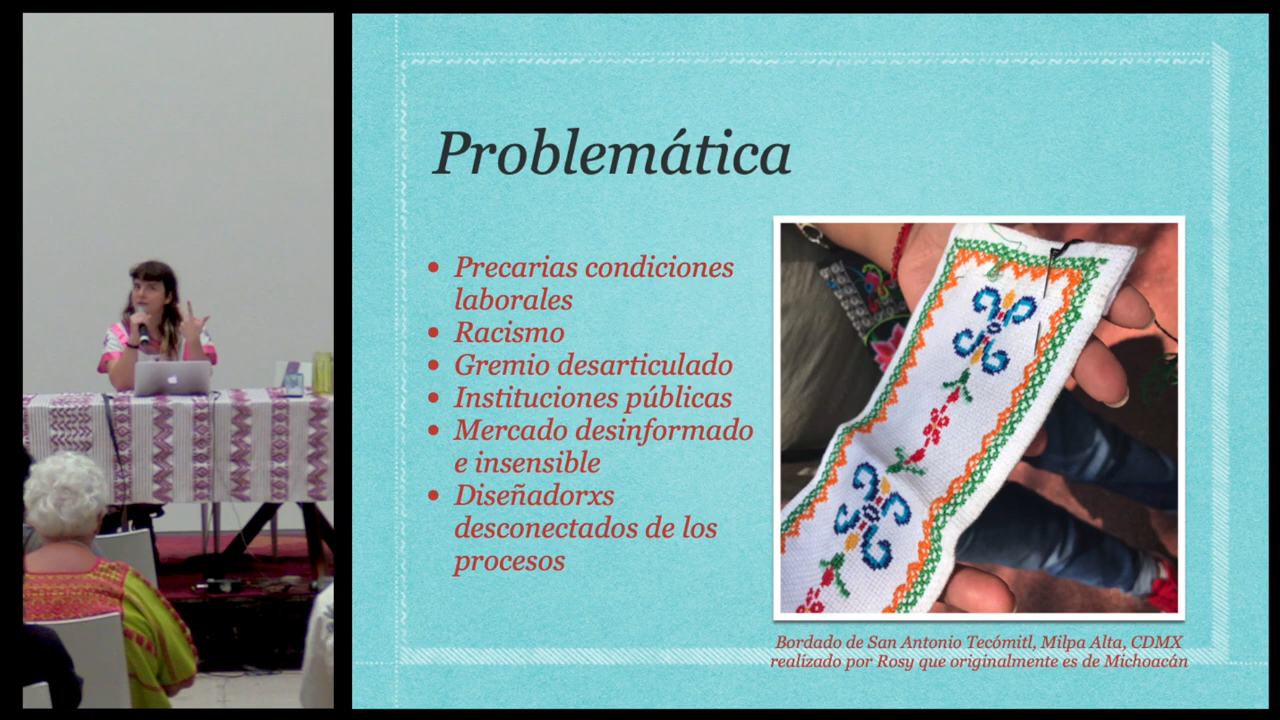 Problemática
• Precarias condiciones
laborales
• Racismo
• Gremio desarticulado
• Instituciones públicas
• Mercado desinformado
e insensible
• Diseñadorxs
desconectados de los
procesos
Bordado de San Antonio Tecómitl, Milpa Alta, CDMX
realizado por Rosy que originalmente es de Michoacán